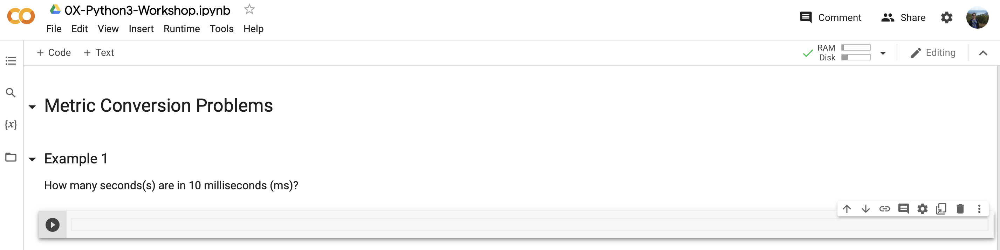 0X-Python3-Workshop.ipynb
File Edit View Insert Runtime Tools Help
Comment Share
+ Code + Text
RAM
Disk
Editing
{x}
Metric Conversion Problems
Example 1
How many seconds(s) are in 10 milliseconds (ms)?